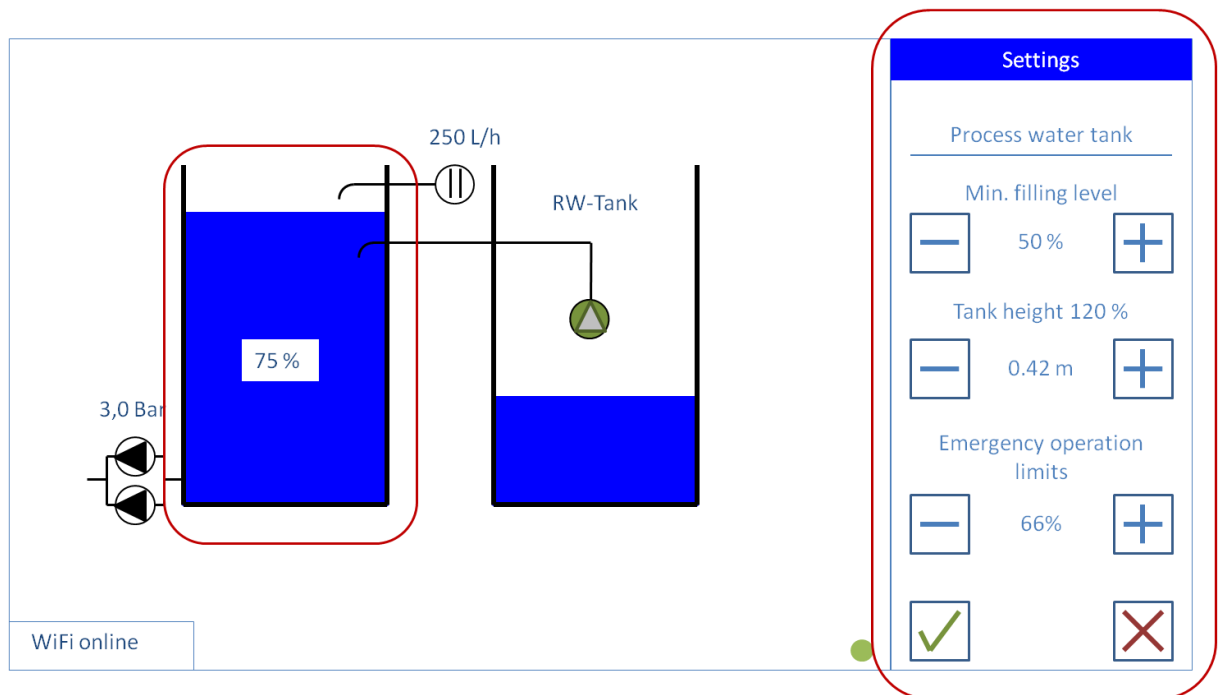 250 L/h
RW-Tank
75 %
3,0 Bar
WiFi online
Settings
Process water tank
Min. filling level
50 %
Tank height 120 %
0.42 m
Emergency operation
limits
66%